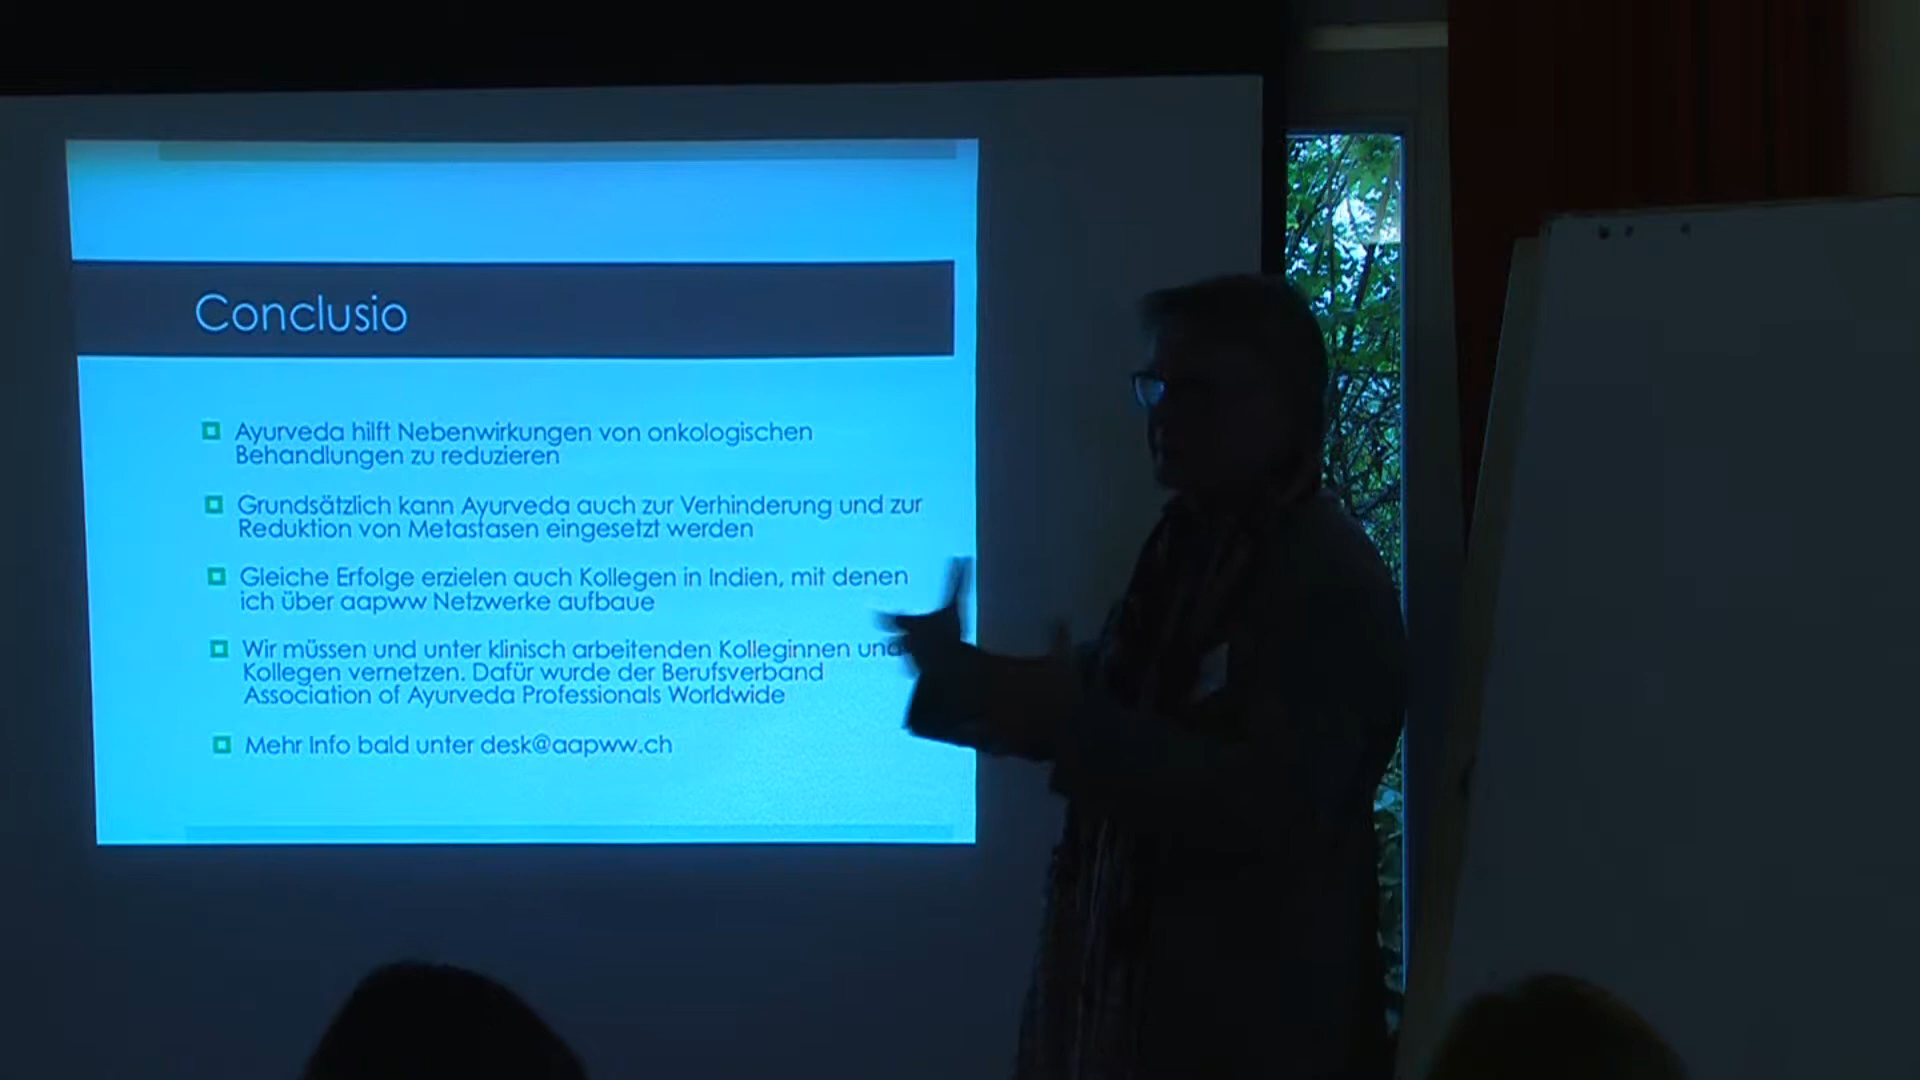 Conclusio
Ayurveda hilft Nebenwirkungen von onkologischen
Behandlungen zu reduzieren
Grundsätzlich kann Ayurveda auch zur Verhinderung und zur
Reduktion von Metastasen eingesetzt werden
Gleiche Erfolge erzielen auch Kollegen in Indien, mit denen
ich über aapww Netzwerke aufbaue
Wir müssen und unter klinisch arbeitenden Kolleginnen und
Kollegen vernetzen. Dafür wurde der Berufsverband
Association of Ayurveda Professionals Worldwide
Mehr Info bald unter desk@aapww.ch